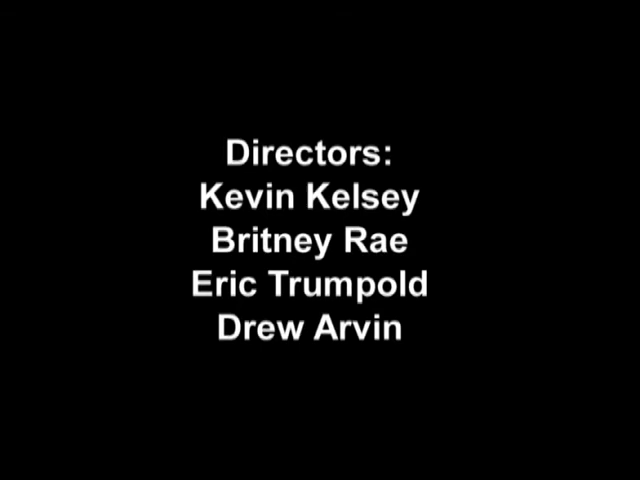 Directors:
Kevin Kelsey
Britney Rae
Eric Trumpold
Drew Arvin